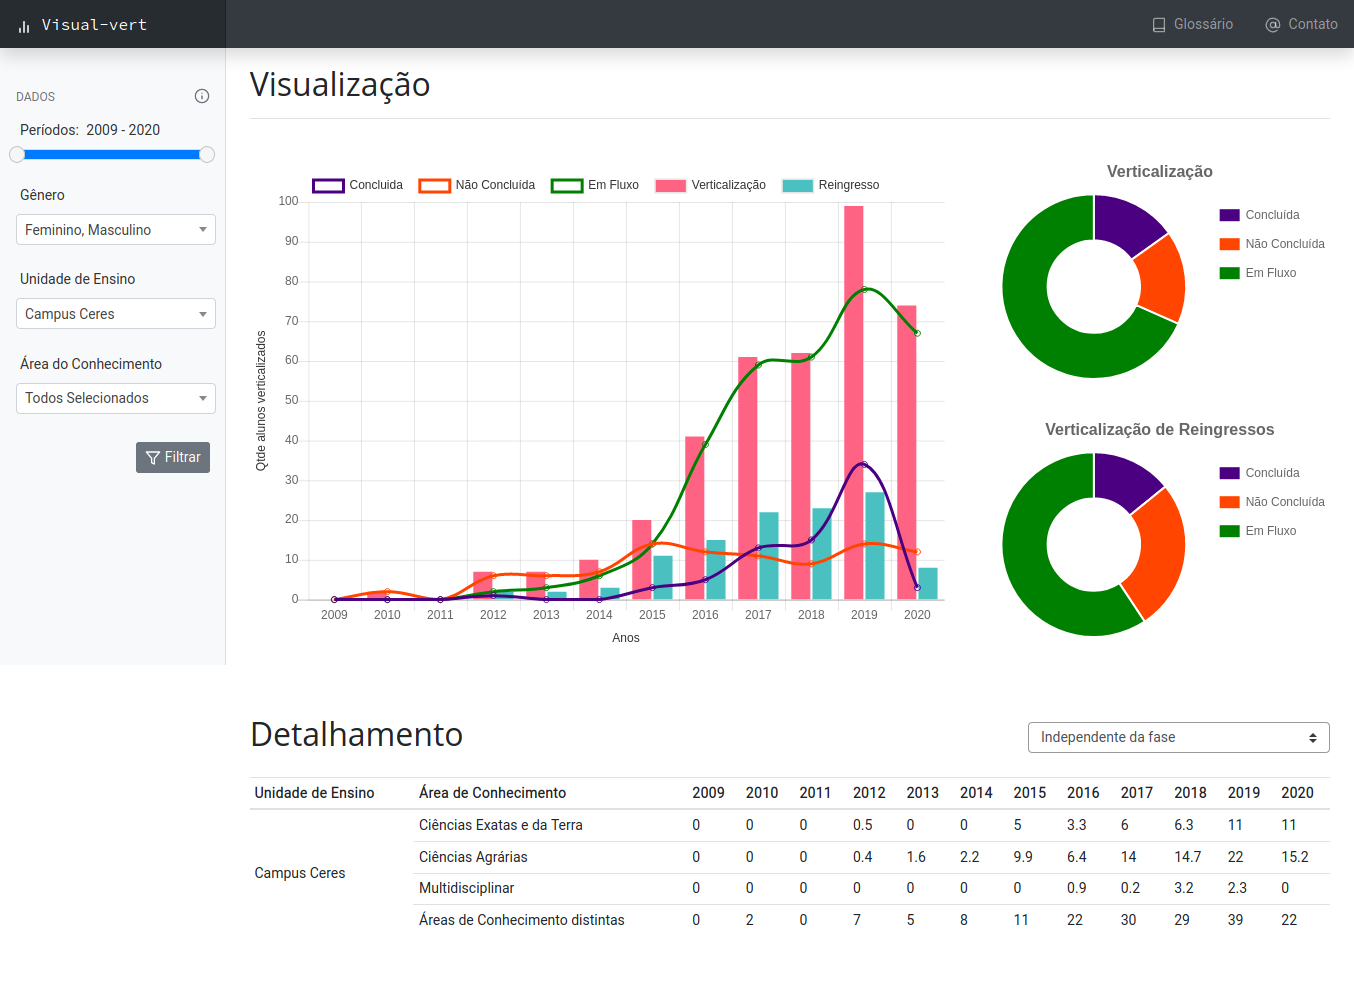 Visual-vert
Glossário
Contato
DADOS
Períodos: 2009 - 2020
Gênero
Feminino, Masculino
Unidade de Ensino
Campus Ceres
Área do Conhecimento
Todos Selecionados
Filtrar
Visualização
Concluida Não Concluída Em Fluxo Verticalização Reingresso
Qtde alunos verticalizados
100
90
80
70
60
50
40
30
20
10
0
2009 2010 2011 2012 2013 2014 2015 2016 2017 2018 2019 2020
Anos
Verticalização
Concluída
Não Concluída
Em Fluxo
Verticalização de Reingressos
Concluída
Não Concluída
Em Fluxo
Detalhamento
Independente da fase
Unidade de Ensino Área de Conhecimento 2009 2010 2011 2012 2013 2014 2015 2016 2017 2018 2019 2020
Campus Ceres
Ciências Exatas e da Terra 0 0 0 0.5 0 0 5 3.3 6 6.3 11 11
Ciências Agrárias 0 0 0 0.4 1.6 2.2 9.9 6.4 14 14.7 22 15.2
Multidisciplinar 0 0 0 0 0 0 0 0.9 0.2 3.2 2.3 0
Áreas de Conhecimento distintas 0 2 0 7 5 8 11 22 30 29 39 22